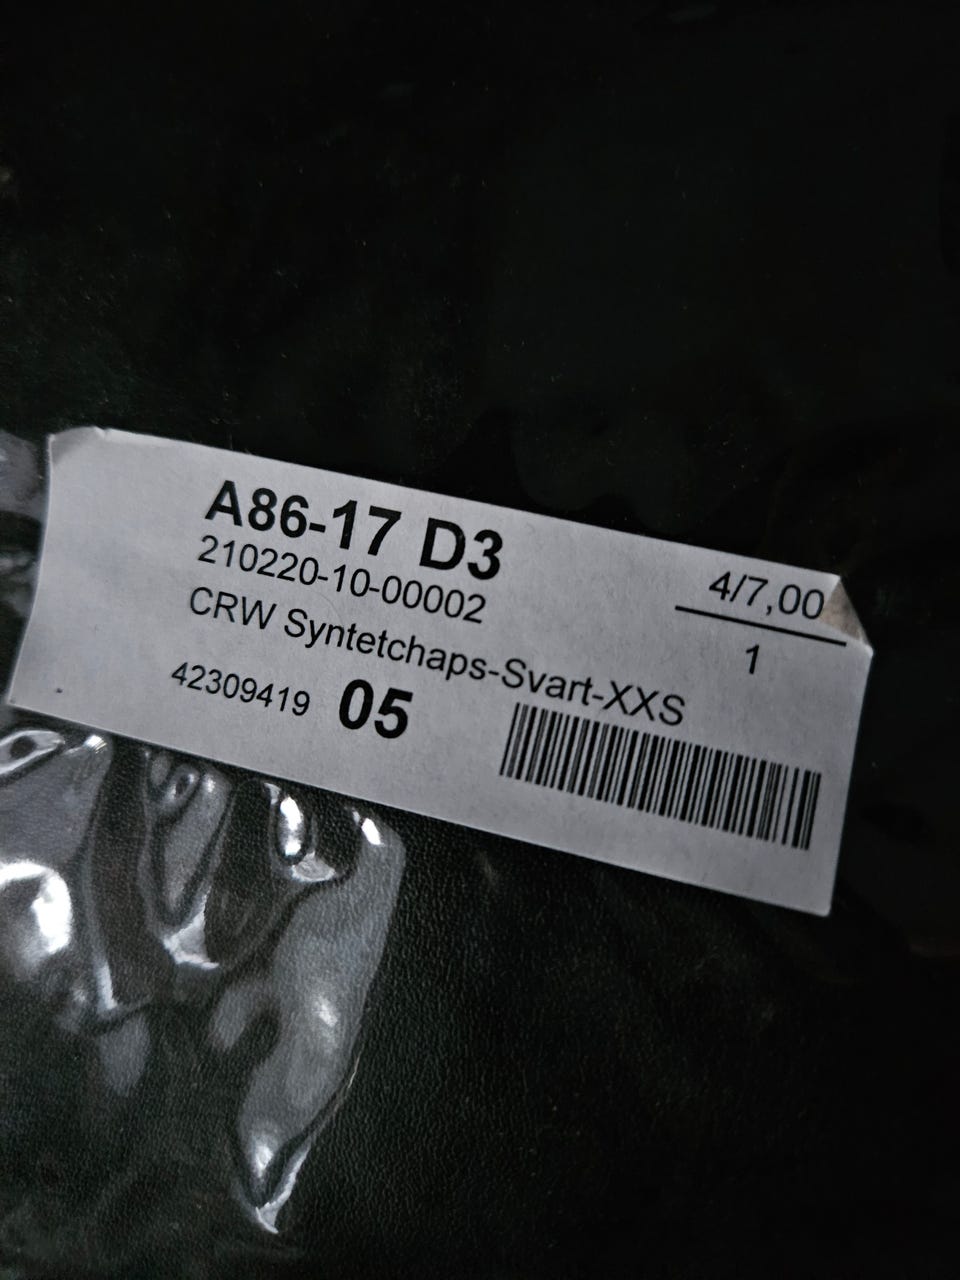 A86-17 D3
210220-10-00002
CRW Syntetchaps-Svart-XXS
42309419 05
4/7,00
1